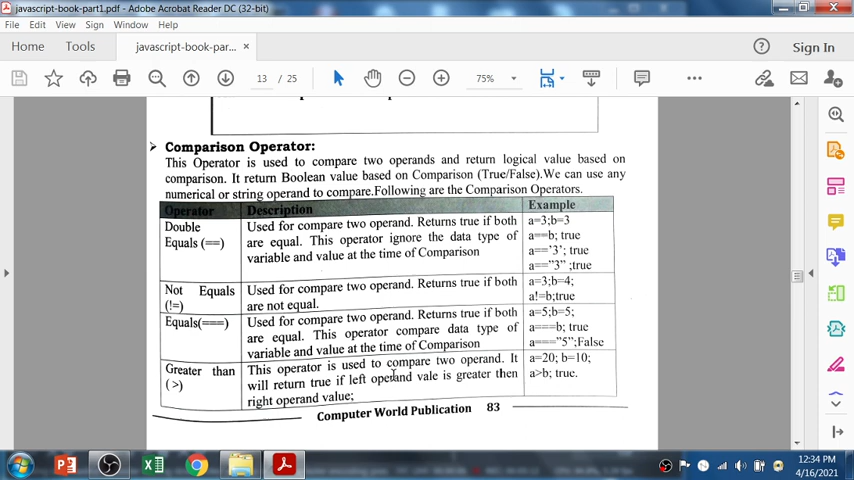 javascript-book-part1.pdf - Adobe Acrobat Reader DC (32-bit)
File Edit View Sign Window Help
Home Tools javascript-book-par... × Sign In
13 / 25 75%
Comparison Operator:
This Operator is used to compare two operands and return logical value based on
comparison. It return Boolean value based on Comparison (True/False).We can use any
numerical or string operand to compare.Following are the Comparison Operators.
Operator Description Example
Double Equals (==)
Used for compare two operand. Returns true if both
are equal. This operator ignore the data type of
variable and value at the time of Comparison
a=3;b=3
a==b; true
a=='3'; true
a=="3" ;true
Not Equals
(!=)
Used for compare two operand. Returns true if both
are not equal.
a=3;b=4;
a!=b;true
Equals(===)
Used for compare two operand. Returns true if both
are equal. This operator compare data type of
variable and value at the time of Comparison
a=5;b=5;
a===b; true
a==="5";False
Greater than
(>)
This operator is used to compare two operand. It
will return true if left operand vale is greater then
right operand value;
a=20; b=10;
a>b; true.
Computer World Publication 83
12:34 PM
4/16/2021